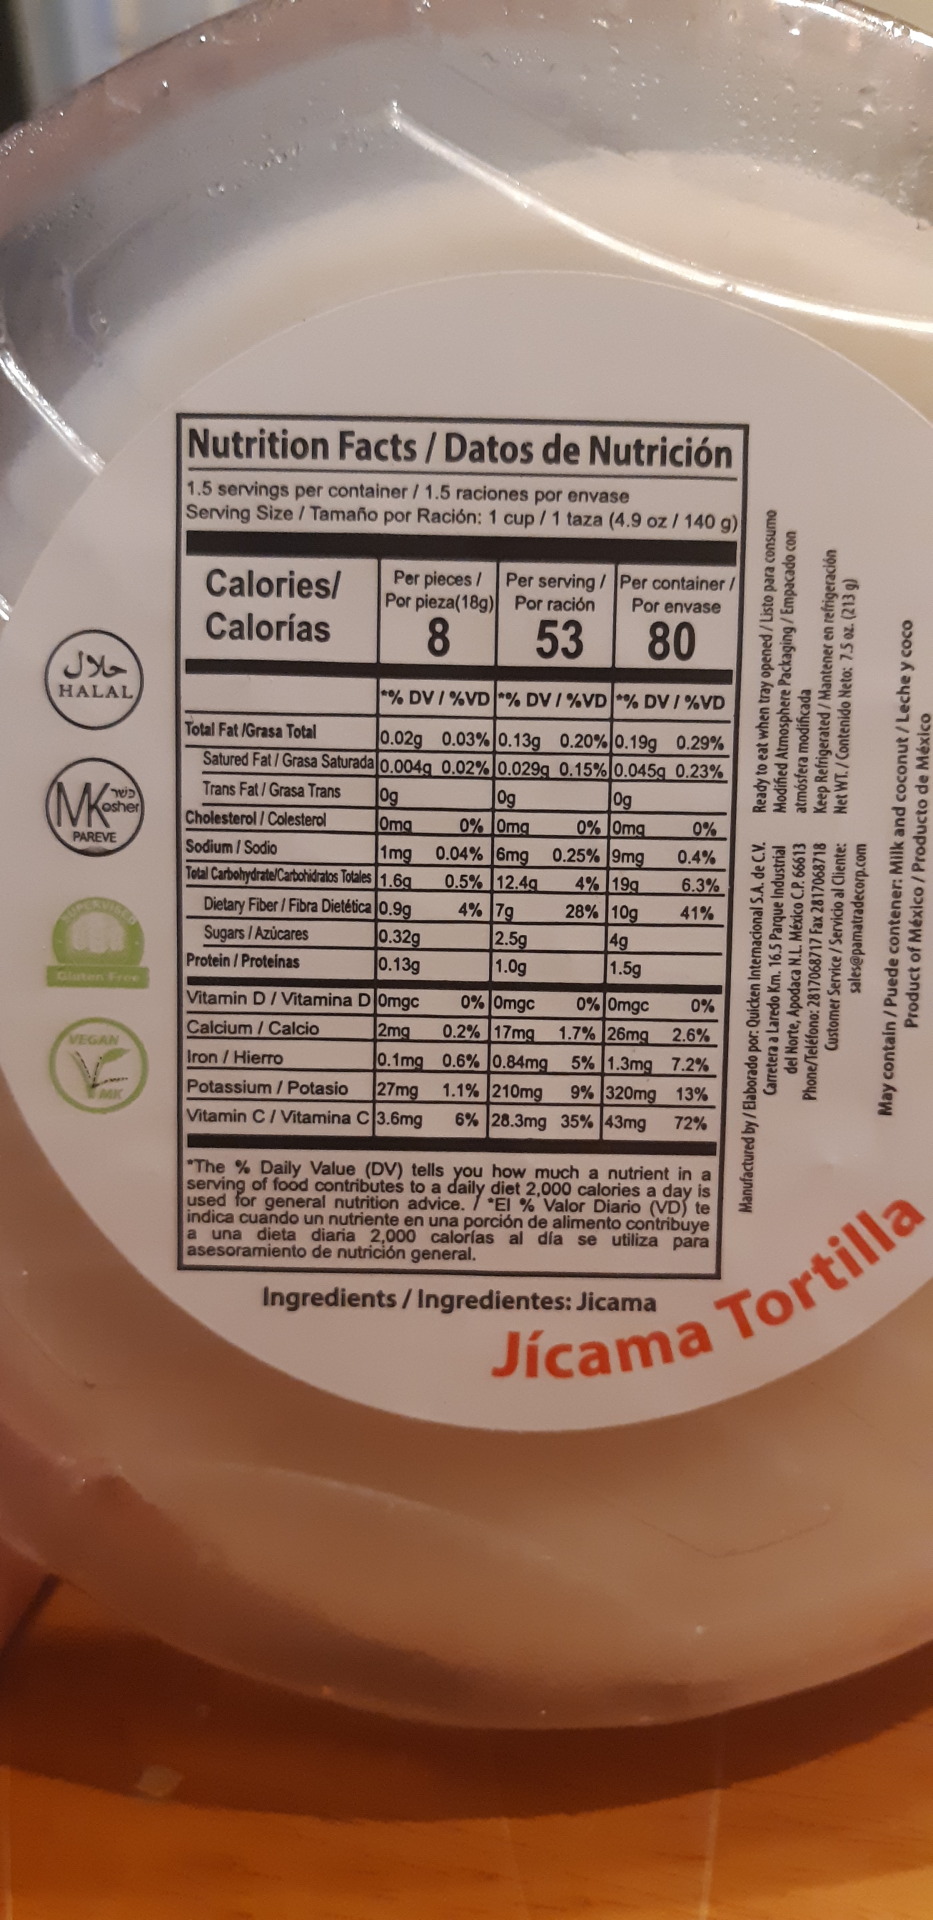 Nutrition Facts / Datos de Nutrición
1.5 servings per container / 1.5 raciones por envase
Serving Size / Tamaño por Ración: 1 cup / 1 taza (4.9 oz / 140 g)
Calories/ Calorías
Per pieces / Por pieza(18g) 8
Per serving / Por ración 53
Per container / Por envase 80
*% DV / %VD *% DV / %VD *% DV / %VD
Total Fat /Grasa Total 0.02g 0.03% 0.13g 0.20% 0.19g 0.29%
Satured Fat / Grasa Saturada 0.004g 0.02% 0.029g 0.15% 0.045g 0.23%
Trans Fat / Grasa Trans 0g 0g 0g
Cholesterol / Colesterol 0mg 0% 0mg 0% 0mg 0%
Sodium / Sodio 1mg 0.04% 6mg 0.25% 9mg 0.4%
Total Carbohydrate/Carbohidratos Totales 1.6g 0.5% 12.4g 4% 19g 6.3%
Dietary Fiber / Fibra Dietética 0.9g 4% 7g 28% 10g 41%
Sugars / Azúcares 0.32g 2.5g 4g
Protein / Proteínas 0.13g 1.0g 1.5g
Vitamin D / Vitamina D 0mgc 0% 0mgc 0% 0mgc 0%
Calcium / Calcio 2mg 0.2% 17mg 1.7% 26mg 2.6%
Iron / Hierro 0.1mg 0.6% 0.84mg 5% 1.3mg 7.2%
Potassium / Potasio 27mg 1.1% 210mg 9% 320mg 13%
Vitamin C / Vitamina C 3.6mg 6% 28.3mg 35% 43mg 72%
*The % Daily Value (DV) tells you how much a nutrient in a
serving of food contributes to a daily diet 2,000 calories a day is
used for general nutrition advice. / *El % Valor Diario (VD) te
indica cuando un nutriente en una porción de alimento contribuye
a una dieta diaria 2,000 calorías al día se utiliza para
asesoramiento de nutrición general.
Ingredients / Ingredientes: Jicama
Jícama Tortilla
حلال
HALAL
MK כשר
osher
PAREVE
SUPERVISED
Gluten Free
VEGAN
MK
Manufactured by / Elaborado por: Quicken Internacional S.A. de C.V.
Carretera a Laredo Km. 16.5 Parque Industrial
del Norte, Apodaca N.L. México C.P. 66613
Phone/Teléfono: 2817068717 Fax 2817068718
Customer Service / Servicio al Cliente:
sales@pamatradecorp.com
Ready to eat when tray opened / Listo para consumo
Modified Atmosphere Packaging / Empacado con
atmósfera modificada
Keep Refrigerated / Mantener en refrigeración
Net WT. / Contenido Neto: 7.5 oz. (213 g)
May contain / Puede contener: Milk and coconut / Leche y coco
Product of México / Producto de México